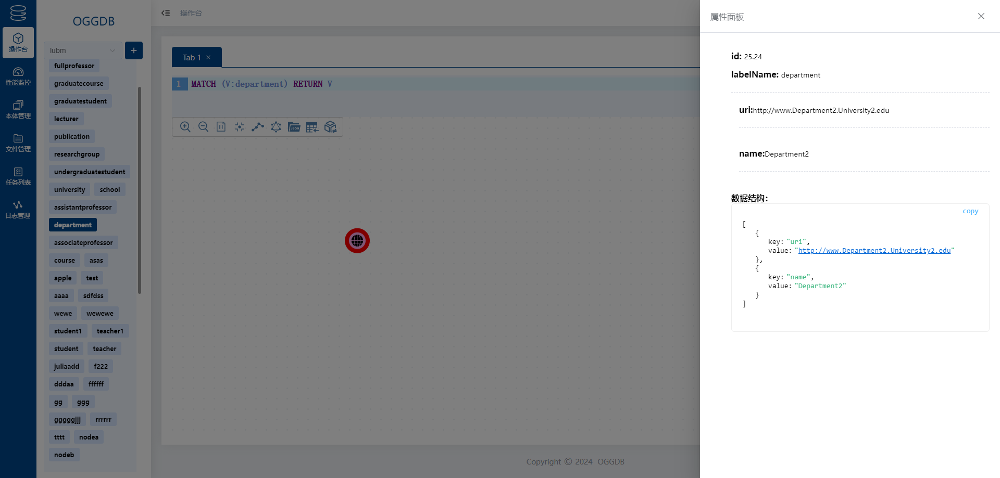 操作台
性能监控
本体管理
文件管理
任务列表
日志管理
OGGDB
lubm
+
fullprofessor
graduatecourse
graduatestudent
lecturer
publication
researchgroup
undergraduatestudent
university school
assistantprofessor
department
associateprofessor
course asas
apple test
aaaa sdfdss
wewe wewewe
student1 teacher1
student teacher
juliaadd f222
dddaa ffffff
gg ggg
gggggjjj rrrrrr
tttt nodea
nodeb
操作台
Tab 1 ×
1 MATCH (V:department) RETURN V
JSON
Copyright © 2024 OGGDB
属性面板
id: 25.24
labelName: department
uri:http://www.Department2.University2.edu
name:Department2
数据结构：
copy
[
{
key: "uri",
value: "http://www.Department2.University2.edu"
},
{
key: "name",
value: "Department2"
}
]